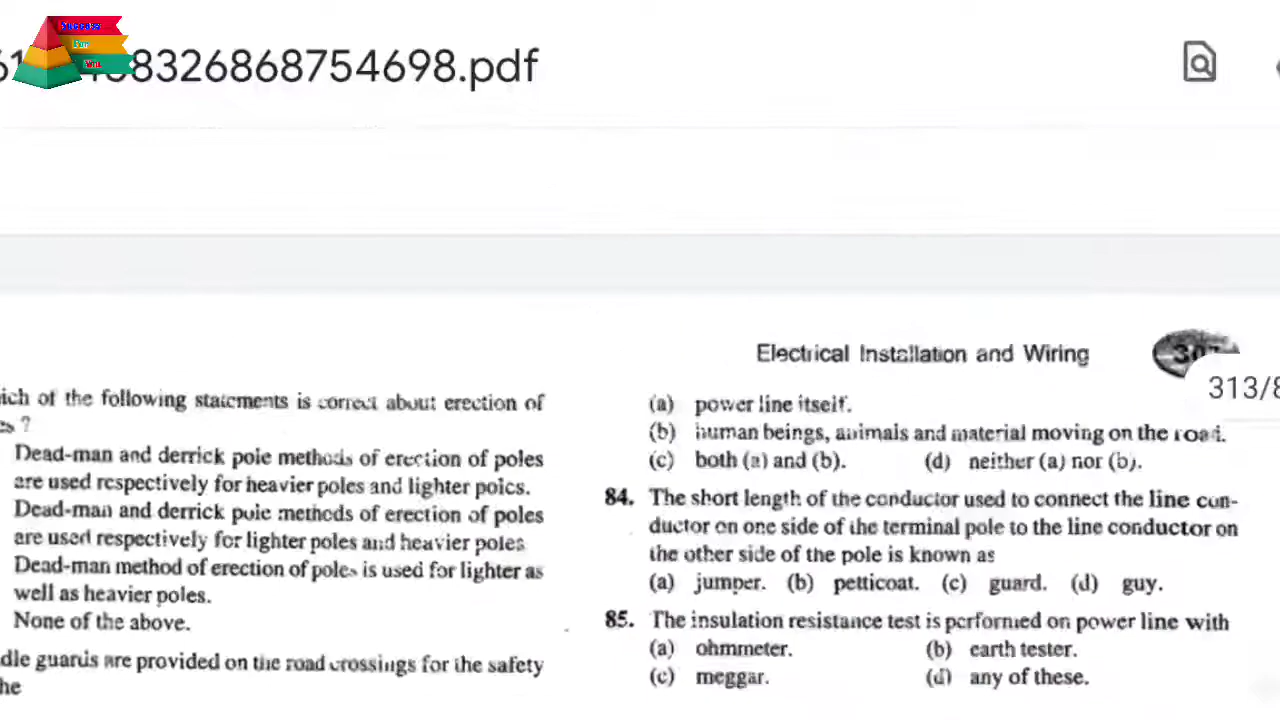 Success
For
You
8326868754698.pdf
Electrical Installation and Wiring
313/8
ich of the following statements is correct about erection of
es ?
Dead-man and derrick pole methods of erection of poles
are used respectively for heavier poles and lighter poles.
Dead-man and derrick pole methods of erection of poles
are used respectively for lighter poles and heavier poles
Dead-man method of erection of poles is used for lighter as
well as heavier poles.
None of the above.
dle guards are provided on the road crossings for the safety
he
(a) power line itself.
(b) human beings, animals and material moving on the road.
(c) both (a) and (b). (d) neither (a) nor (b).
84. The short length of the conductor used to connect the line con-
ductor on one side of the terminal pole to the line conductor on
the other side of the pole is known as
(a) jumper. (b) petticoat. (c) guard. (d) guy.
85. The insulation resistance test is performed on power line with
(a) ohmmeter. (b) earth tester.
(c) meggar. (d) any of these.